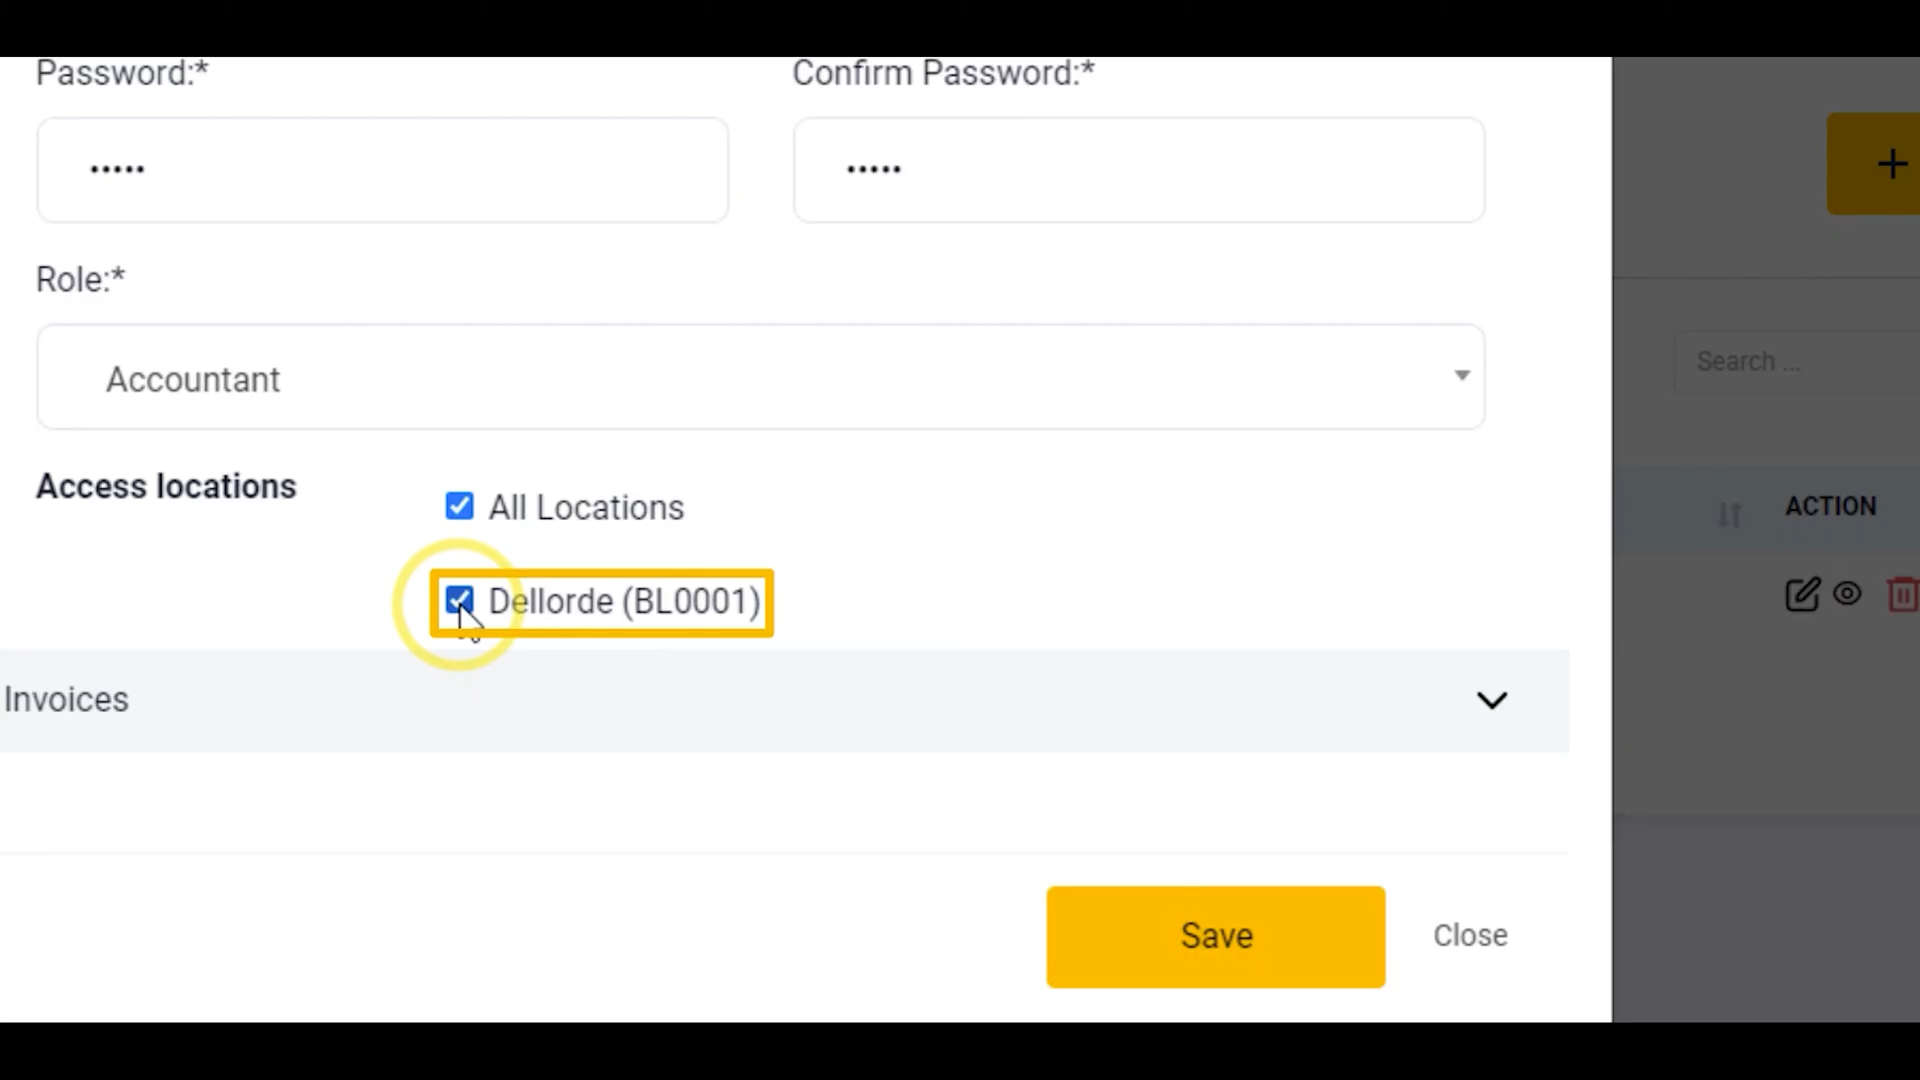 Password:*
Confirm Password:*
•••••
•••••
Role:*
Accountant
Access locations
All Locations
Dellorde (BL0001)
Invoices
Save
Close
+
Search ...
ACTION